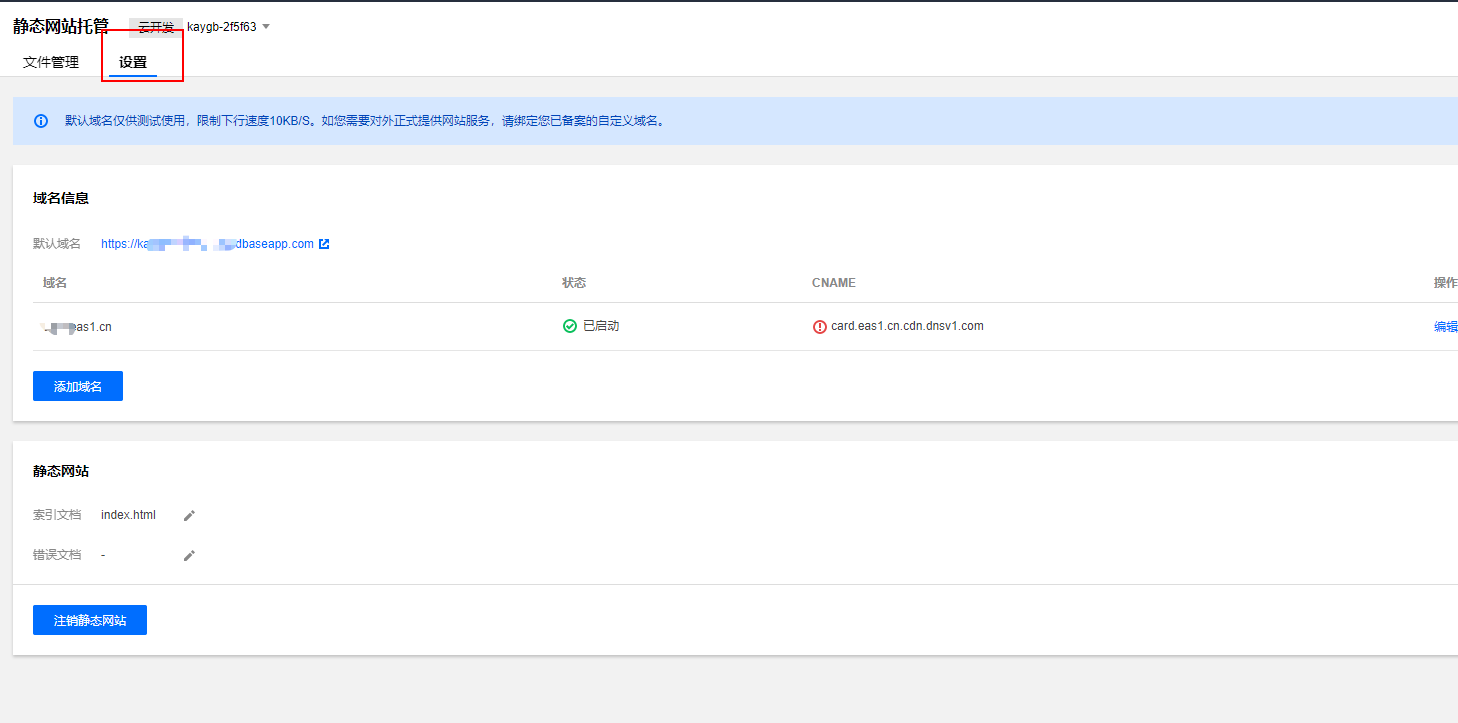 静态网站托管 云开发 kaygb-2f5f63
文件管理 设置
默认域名仅供测试使用，限制下行速度10KB/S。如您需要对外正式提供网站服务，请绑定您已备案的自定义域名。
域名信息
默认域名 https://ka dbaseapp.com
域名 状态 CNAME 操作
eas1.cn 已启动 card.eas1.cn.cdn.dnsv1.com 编辑
添加域名
静态网站
索引文档 index.html
错误文档 -
注销静态网站